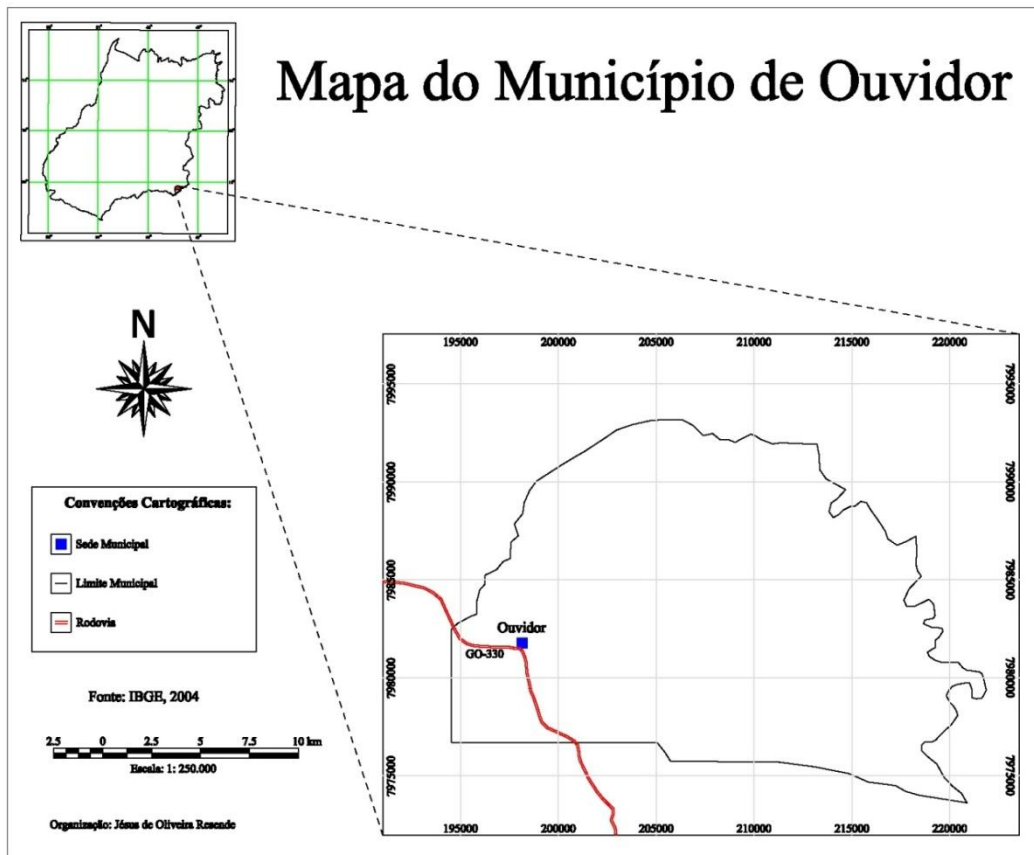 Mapa do Município de Ouvidor
N
195000 200000 205000 210000 215000 220000
7995000 7995000
7990000 7990000
7985000 7985000
7980000 7980000
7975000 7975000
Ouvidor
GO-330
195000 200000 205000 210000 215000 220000
Convenções Cartográficas:
Sede Municipal
Limite Municipal
Rodovia
Fonte: IBGE, 2004
2.5 0 2.5 5 7.5 10 km
Escala: 1: 250.000
Organização: Jésus de Oliveira Resende